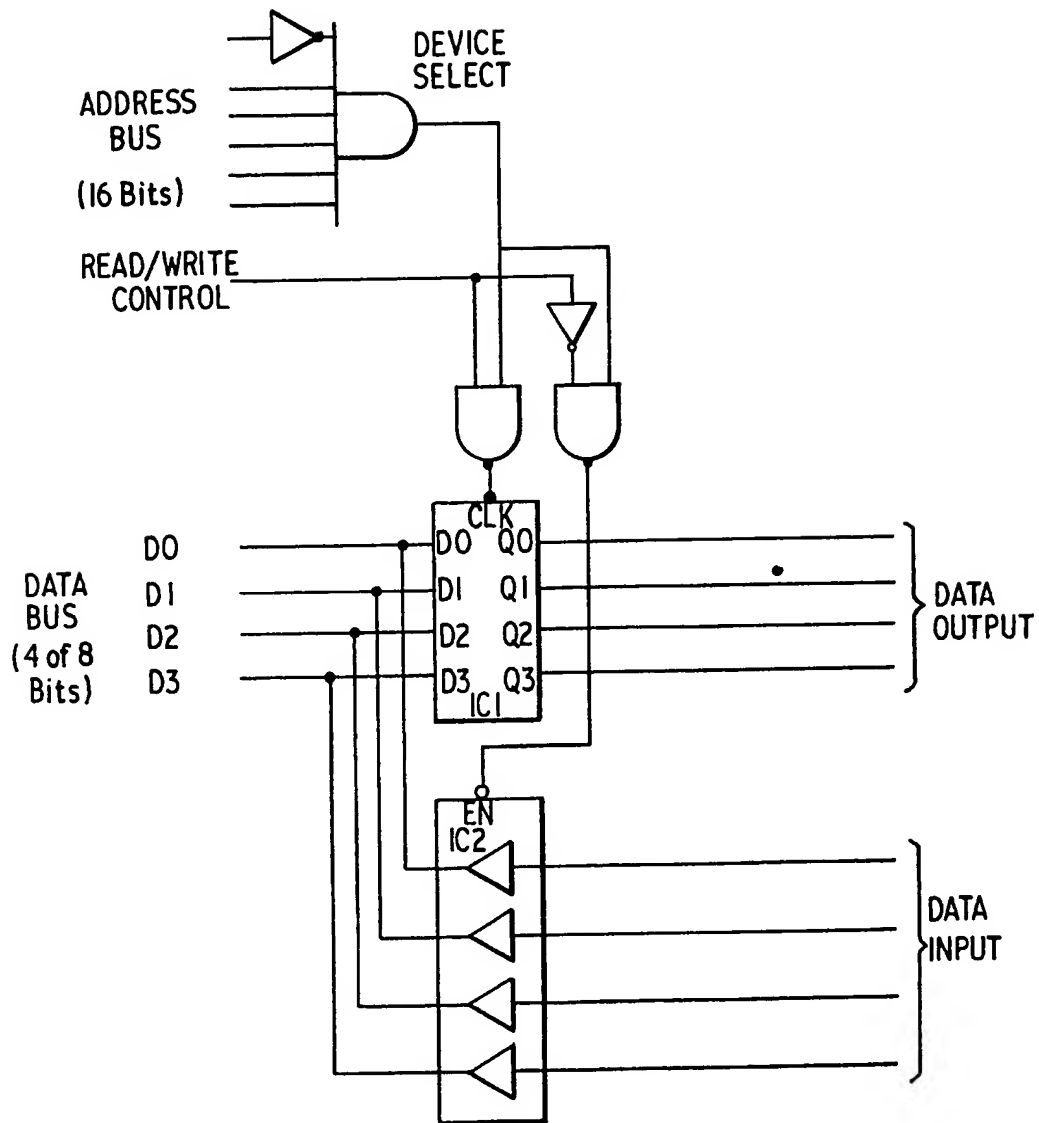 DEVICE
SELECT
ADDRESS
BUS
(16 Bits)
READ/WRITE
CONTROL
CLK
D0
D1
D2
D3
DATA
BUS
(4 of 8
Bits)
D0 Q0
D1 Q1
D2 Q2
D3 Q3
IC1
DATA
OUTPUT
EN
IC2
DATA
INPUT